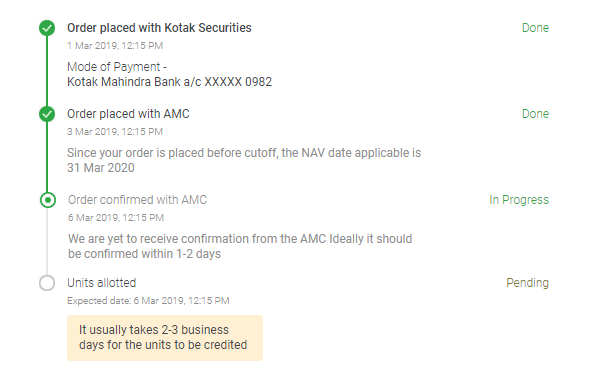 Order placed with Kotak Securities Done
1 Mar 2019, 12:15 PM
Mode of Payment -
Kotak Mahindra Bank a/c XXXXX 0982
Order placed with AMC Done
3 Mar 2019, 12:15 PM
Since your order is placed before cutoff, the NAV date applicable is
31 Mar 2020
Order confirmed with AMC In Progress
6 Mar 2019, 12:15 PM
We are yet to receive confirmation from the AMC Ideally it should
be confirmed within 1-2 days
Units allotted Pending
Expected date: 6 Mar 2019, 12:15 PM
It usually takes 2-3 business
days for the units to be credited